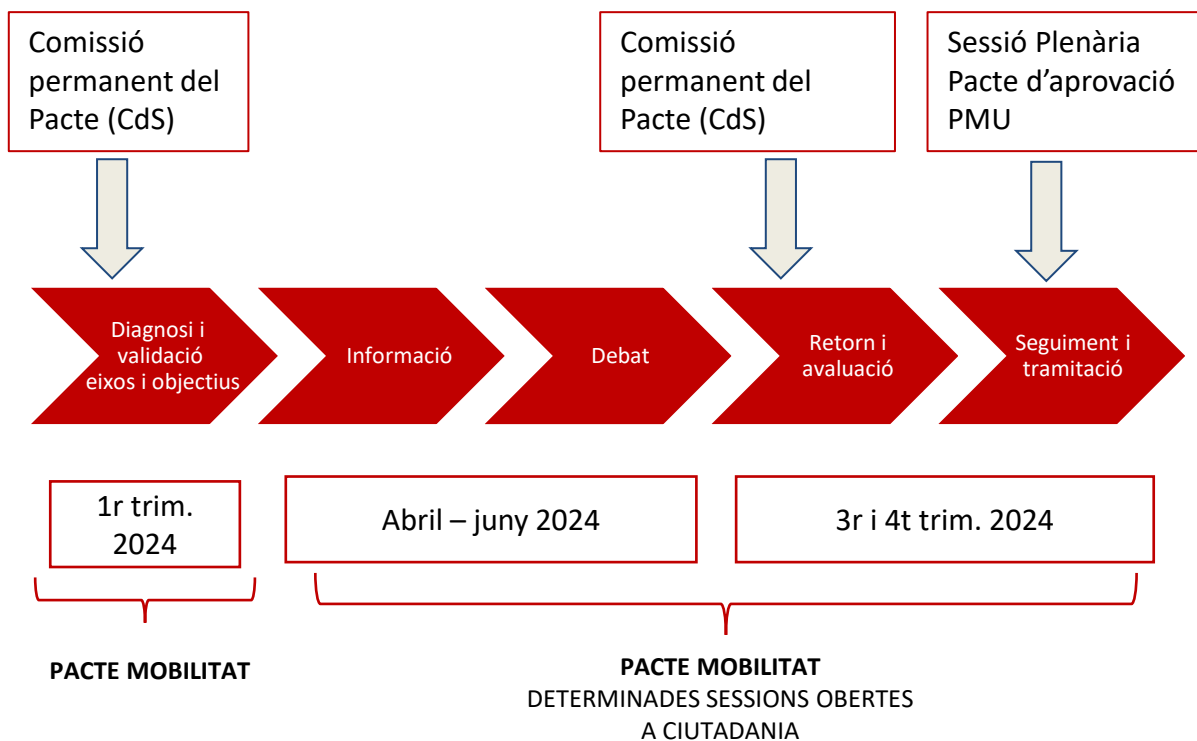 Comissió
permanent del
Pacte (CdS)
Comissió
permanent del
Pacte (CdS)
Sessió Plenària
Pacte d’aprovació
PMU
Diagnosi i
validació
eixos i objectius
Informació
Debat
Retorn i
avaluació
Seguiment i
tramitació
1r trim.
2024
Abril – juny 2024
3r i 4t trim. 2024
PACTE MOBILITAT
PACTE MOBILITAT
DETERMINADES SESSIONS OBERTES
A CIUTADANIA